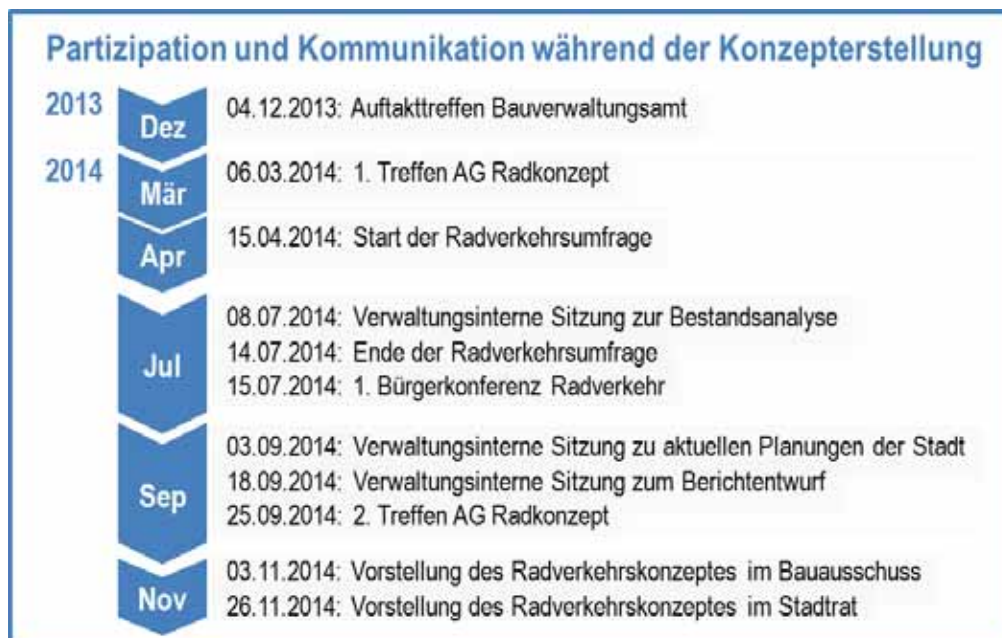 Partizipation und Kommunikation während der Konzepterstellung
2013
Dez
04.12.2013: Auftakttreffen Bauverwaltungsamt
2014
Mär
06.03.2014: 1. Treffen AG Radkonzept
Apr
15.04.2014: Start der Radverkehrsumfrage
Jul
08.07.2014: Verwaltungsinterne Sitzung zur Bestandsanalyse
14.07.2014: Ende der Radverkehrsumfrage
15.07.2014: 1. Bürgerkonferenz Radverkehr
Sep
03.09.2014: Verwaltungsinterne Sitzung zu aktuellen Planungen der Stadt
18.09.2014: Verwaltungsinterne Sitzung zum Berichtentwurf
25.09.2014: 2. Treffen AG Radkonzept
Nov
03.11.2014: Vorstellung des Radverkehrskonzeptes im Bauausschuss
26.11.2014: Vorstellung des Radverkehrskonzeptes im Stadtrat